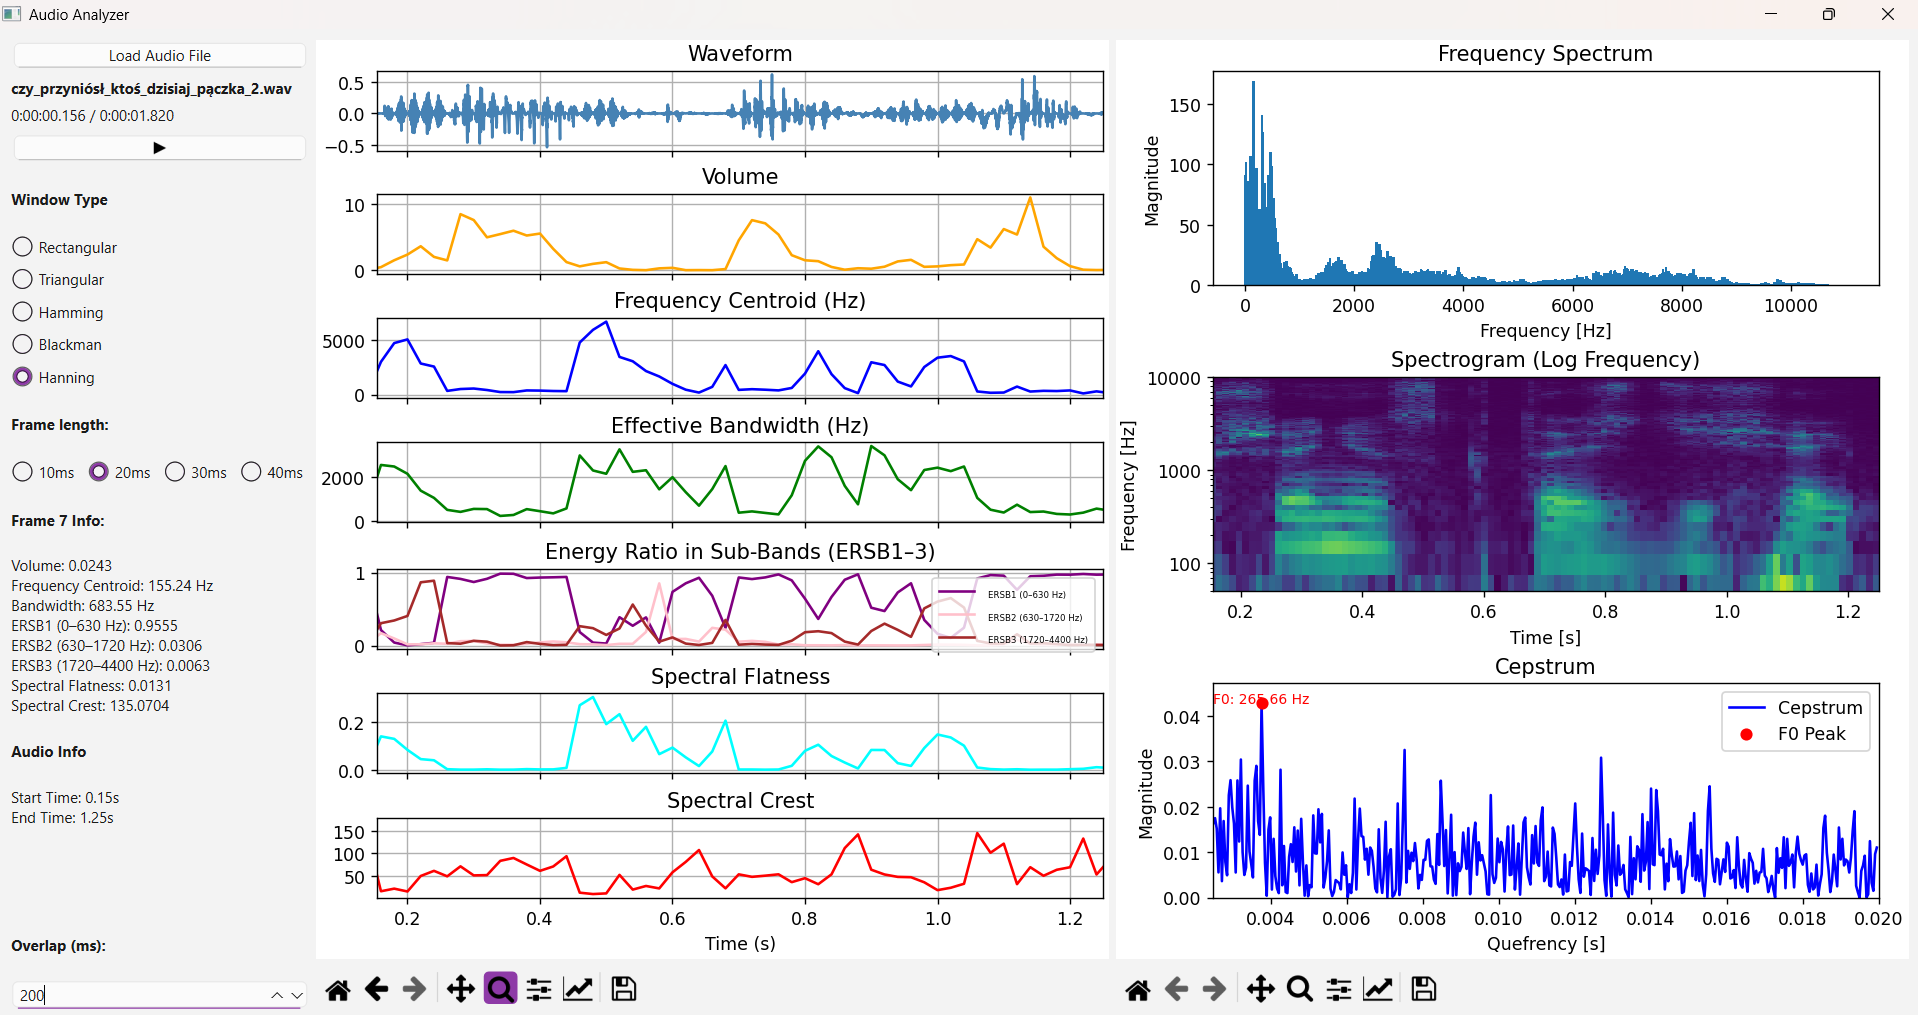 Audio Analyzer
Load Audio File
czy_przyniósł_ktoś_dzisiaj_pączka_2.wav
0:00:00.156 / 0:00:01.820
Window Type
Rectangular
Triangular
Hamming
Blackman
Hanning
Frame length:
10ms 20ms 30ms 40ms
Frame 7 Info:
Volume: 0.0243
Frequency Centroid: 155.24 Hz
Bandwidth: 683.55 Hz
ERSB1 (0–630 Hz): 0.9555
ERSB2 (630–1720 Hz): 0.0306
ERSB3 (1720–4400 Hz): 0.0063
Spectral Flatness: 0.0131
Spectral Crest: 135.0704
Audio Info
Start Time: 0.15s
End Time: 1.25s
Overlap (ms):
200
Waveform
0.5
0.0
−0.5
Volume
10
0
Frequency Centroid (Hz)
5000
0
Effective Bandwidth (Hz)
2000
0
Energy Ratio in Sub-Bands (ERSB1–3)
1
0
ERSB1 (0–630 Hz)
ERSB2 (630–1720 Hz)
ERSB3 (1720–4400 Hz)
Spectral Flatness
0.2
0.0
Spectral Crest
150
100
50
0.2 0.4 0.6 0.8 1.0 1.2
Time (s)
Frequency Spectrum
Magnitude
150
100
50
0
0 2000 4000 6000 8000 10000
Frequency [Hz]
Spectrogram (Log Frequency)
Frequency [Hz]
10000
1000
100
0.2 0.4 0.6 0.8 1.0 1.2
Time [s]
Cepstrum
F0: 265.66 Hz
Cepstrum
F0 Peak
Magnitude
0.04
0.03
0.02
0.01
0.00
0.004 0.006 0.008 0.010 0.012 0.014 0.016 0.018 0.020
Quefrency [s]